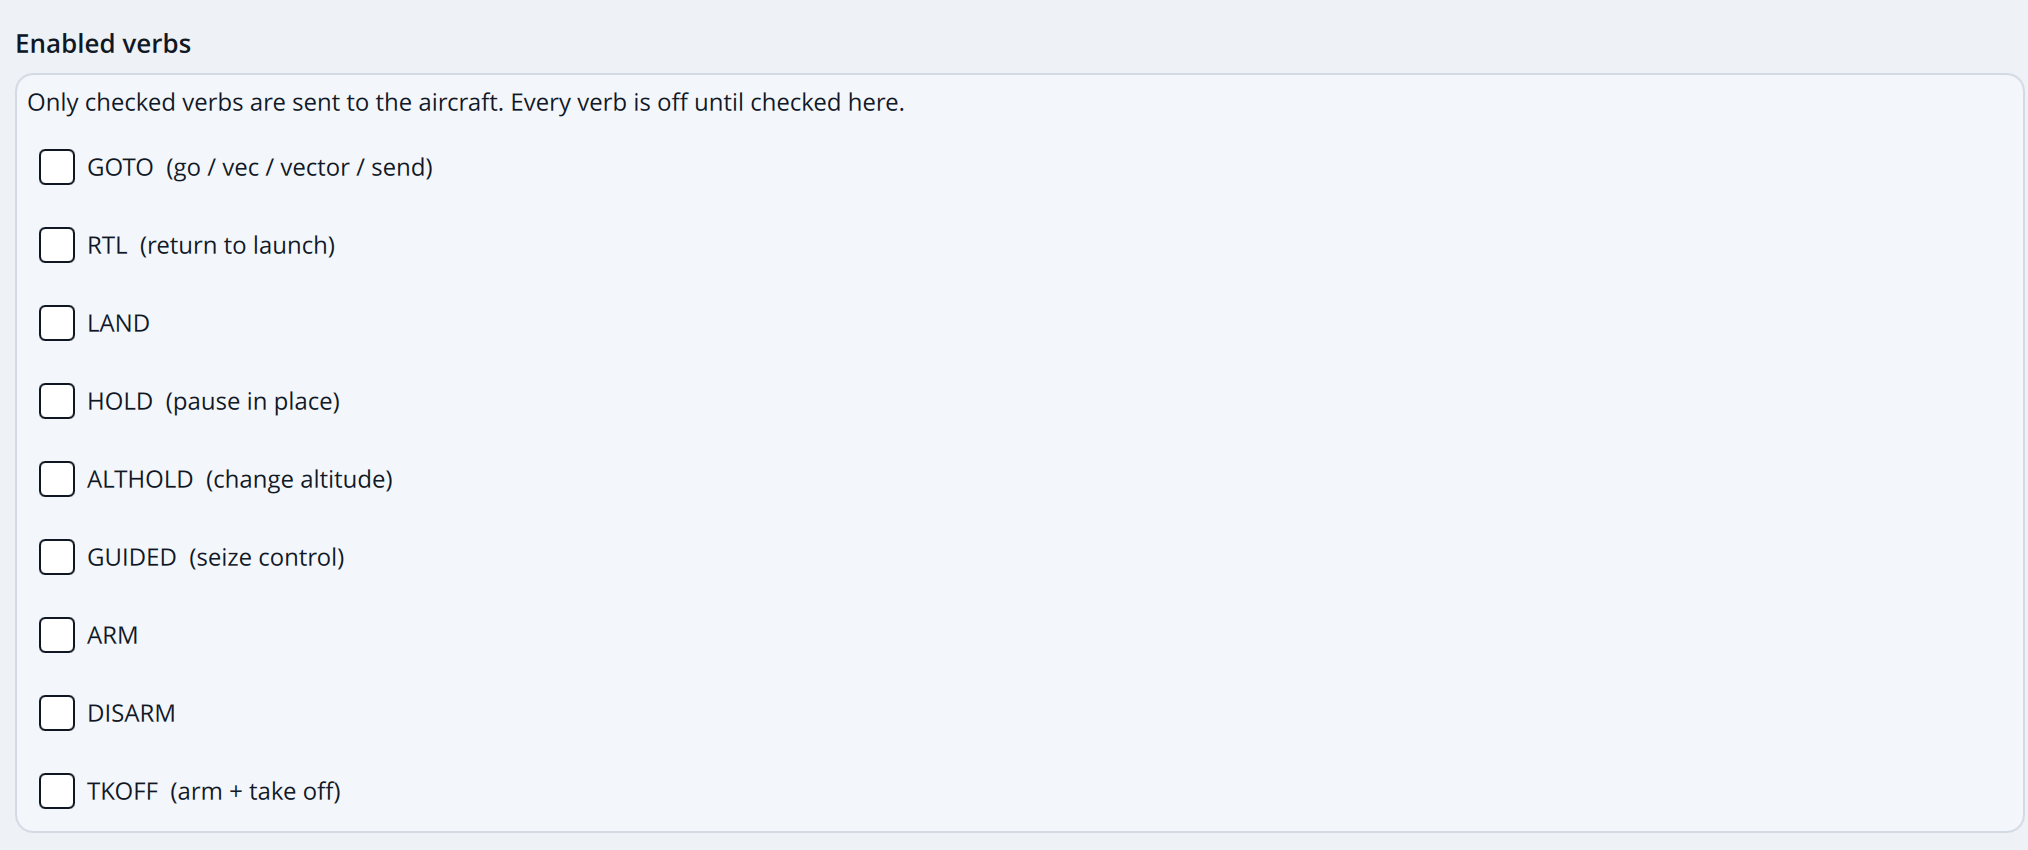 Enabled verbs
Only checked verbs are sent to the aircraft. Every verb is off until checked here.
GOTO (go / vec / vector / send)
RTL (return to launch)
LAND
HOLD (pause in place)
ALTHOLD (change altitude)
GUIDED (seize control)
ARM
DISARM
TKOFF (arm + take off)